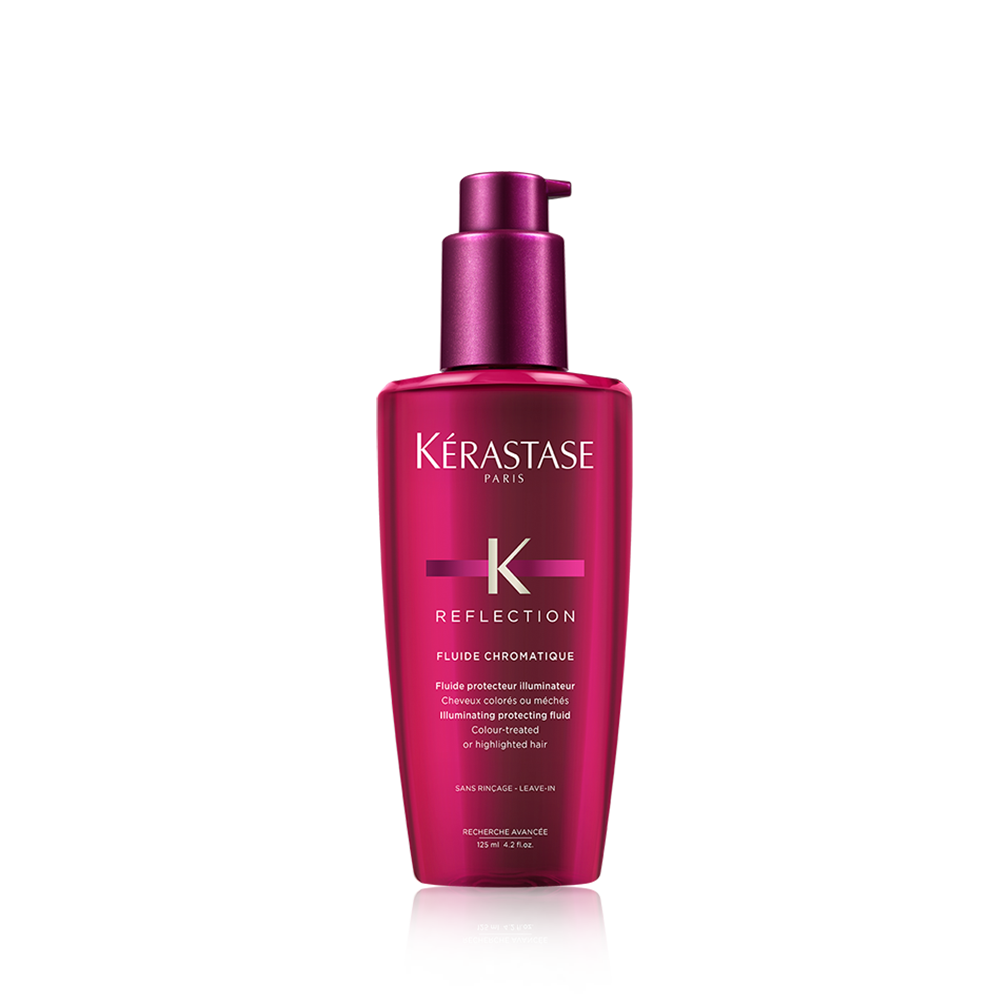 KÉRASTASE
PARIS
K
REFLECTION
FLUIDE CHROMATIQUE
Fluide protecteur illuminateur
Cheveux colorés ou méchés
Illuminating protecting fluid
Colour-treated
or highlighted hair
SANS RINÇAGE - LEAVE-IN
RECHERCHE AVANCÉE
125 ml 4.2 fl.oz.